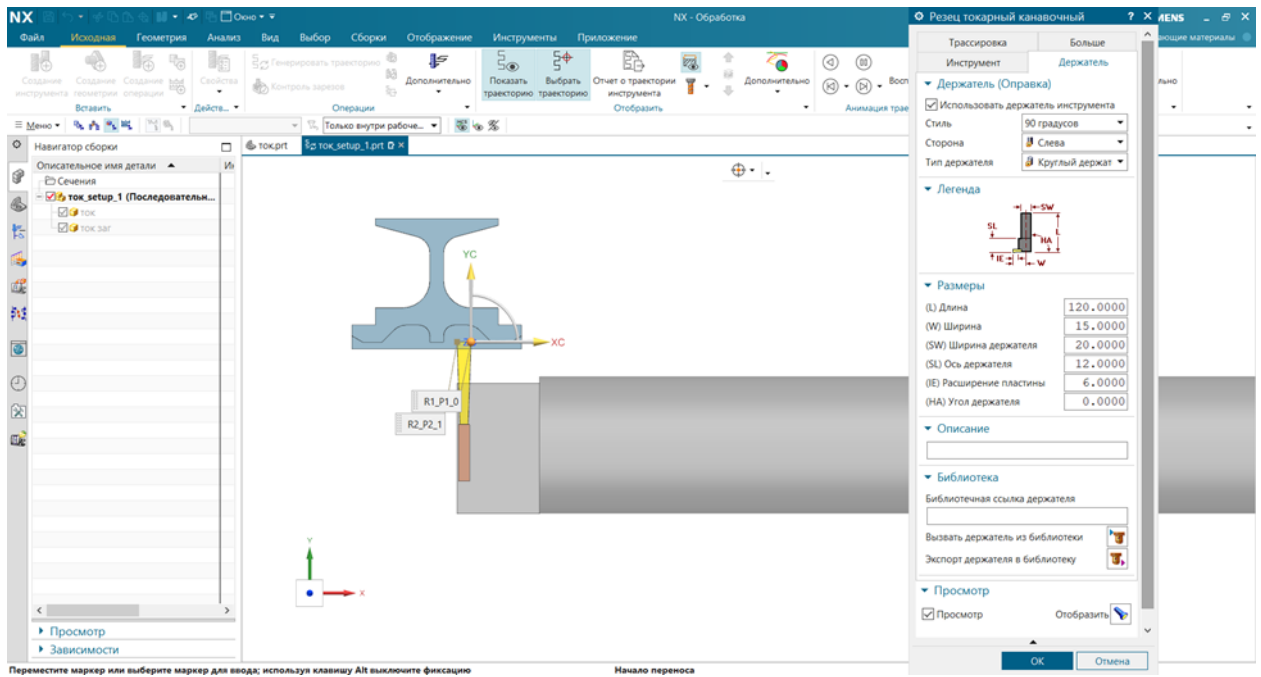 NX
Окно
NX - Обработка
Резец токарный канавочный
? ×
Файл Исходная Геометрия Анализ Вид Выбор Сборки Отображение Инструменты Приложение
Создание инструмента
Создание геометрии
Создание операции
Свойства
Генерировать траекторию
Контроль зарезов
Дополнительно
Показать траекторию
Выбрать траекторию
Отчет о траектории инструмента
Дополнительно
Вставить
Действ...
Операции
Отобразить
Меню
Только внутри рабоче...
Навигатор сборки
ток.prt
ток_setup_1.prt
Описательное имя детали
Сечения
ток_setup_1 (Последовательн...
ток
ток заг
Просмотр
Зависимости
YC
XC
R1_P1_0
R2_P2_1
Y
X
Трассировка Больше
Инструмент Держатель
Держатель (Оправка)
Использовать держатель инструмента
Стиль 90 градусов
Сторона Слева
Тип держателя Круглый держат
Легенда
SW
SL
L
HA
IE
W
Размеры
(L) Длина 120.0000
(W) Ширина 15.0000
(SW) Ширина держателя 20.0000
(SL) Ось держателя 12.0000
(IE) Расширение пластины 6.0000
(HA) Угол держателя 0.0000
Описание
Библиотека
Библиотечная ссылка держателя
Вызвать держатель из библиотеки
Экспорт держателя в библиотеку
Просмотр
Просмотр Отобразить
ОК Отмена
Переместите маркер или выберите маркер для ввода; используя клавишу Alt выключите фиксацию
Начало переноса